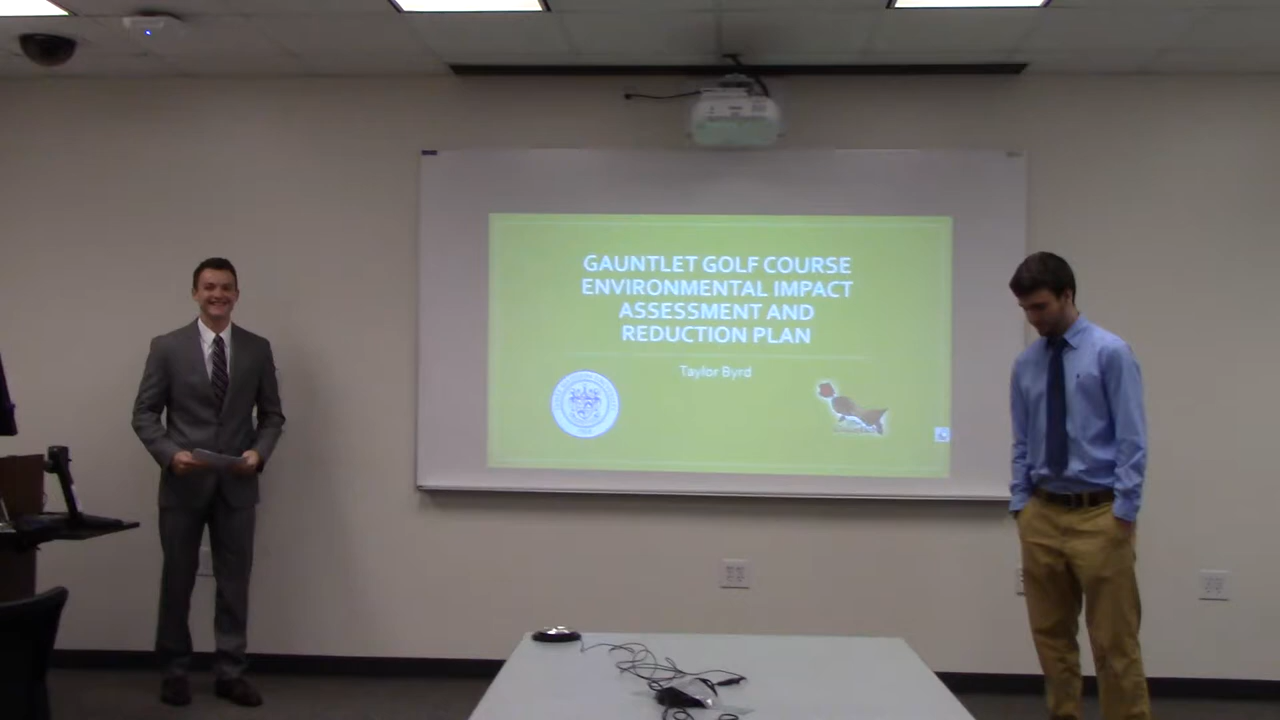 GAUNTLET GOLF COURSE
ENVIRONMENTAL IMPACT
ASSESSMENT AND
REDUCTION PLAN
Taylor Byrd